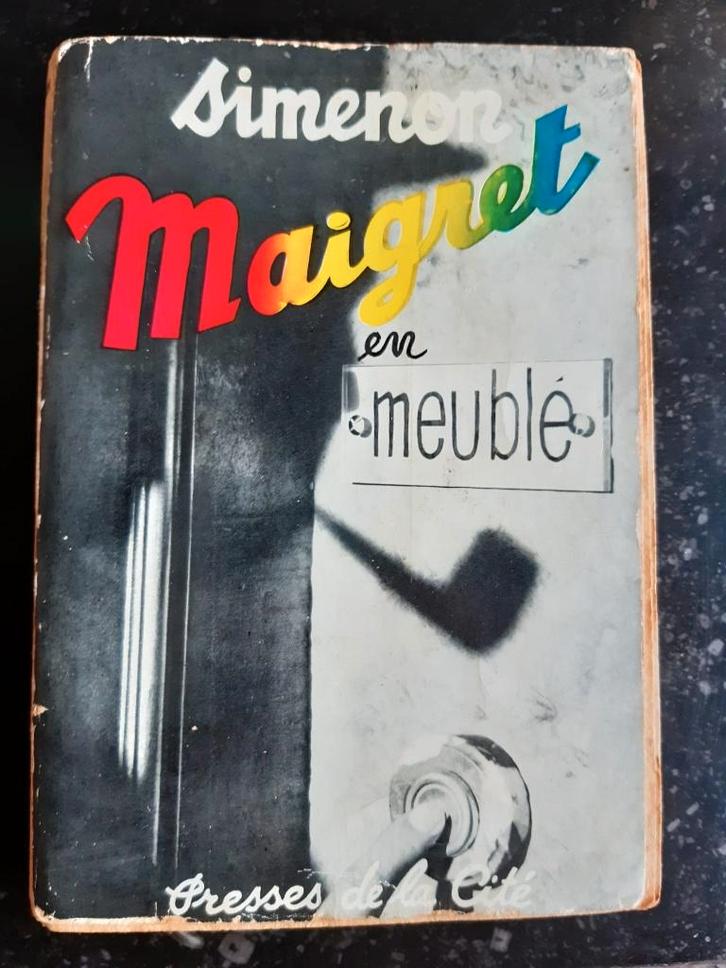 Simenon
Maigret
en
meublé
Presses de la Cité